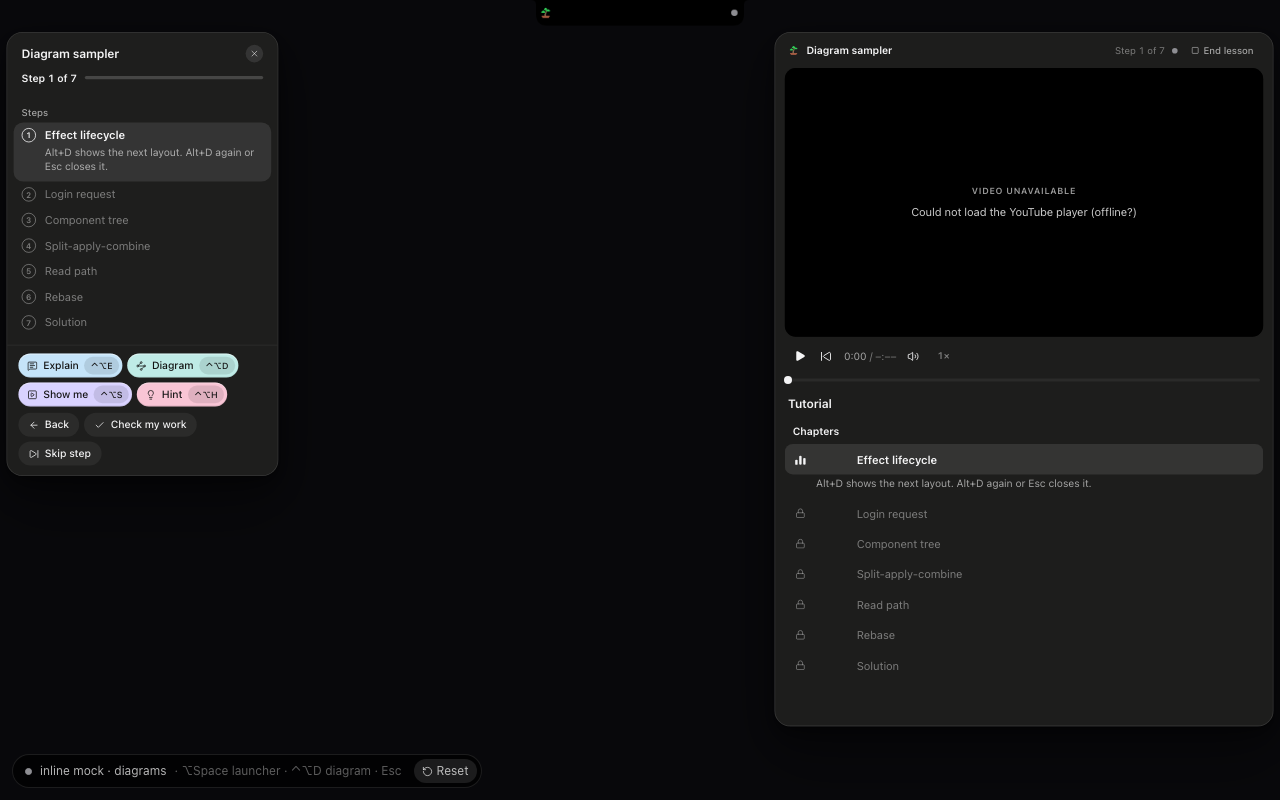 Diagram sampler
Step 1 of 7
Steps
1 Effect lifecycle
Alt+D shows the next layout. Alt+D again or
Esc closes it.
2 Login request
3 Component tree
4 Split-apply-combine
5 Read path
6 Rebase
7 Solution
Explain ^⌥E
Diagram ^⌥D
Show me ^⌥S
Hint ^⌥H
Back
Check my work
Skip step
Diagram sampler
Step 1 of 7
End lesson
VIDEO UNAVAILABLE
Could not load the YouTube player (offline?)
0:00 / –:––
1×
Tutorial
Chapters
Effect lifecycle
Alt+D shows the next layout. Alt+D again or Esc closes it.
Login request
Component tree
Split-apply-combine
Read path
Rebase
Solution
inline mock · diagrams · ⌥Space launcher · ^⌥D diagram · Esc
Reset